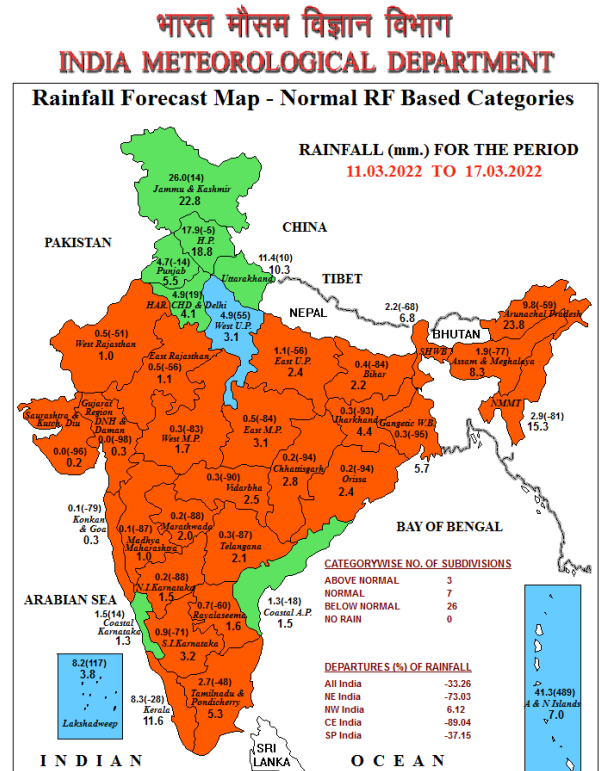 भारत मौसम विज्ञान विभाग
INDIA METEOROLOGICAL DEPARTMENT
Rainfall Forecast Map - Normal RF Based Categories
RAINFALL (mm.) FOR THE PERIOD
11.03.2022 TO 17.03.2022
26.0(14)
Jammu & Kashmir
22.8
CHINA
17.9(-5)
H.P.
18.8
PAKISTAN
4.7(-14)
Punjab
5.5
11.4(10)
10.3
Uttarakhand
TIBET
4.9(19)
HAR. CHD & Delhi
4.1
NEPAL
4.9(55)
West U.P.
3.1
2.2(-68)
6.8
9.8(-59)
Arunachal Pradesh
23.8
BHUTAN
0.5(-51)
West Rajasthan
1.0
East Rajasthan
0.5(-56)
1.1
1.1(-56)
East U.P.
2.4
0.4(-84)
Bihar
2.2
SHWB
1.9(-77)
Assam & Meghalaya
8.3
NMMT
2.9(-81)
15.3
Gujarat
Region
DNH &
Daman
0.0(-98)
0.3
Saurashtra &
Kutch, Diu
0.0(-96)
0.2
0.3(-83)
West M.P.
1.7
0.5(-84)
East M.P.
3.1
0.3(-93)
Jharkhand
4.4
Gangetic W.B.
0.3(-95)
5.7
0.2(-94)
Chhattisgarh
2.8
0.2(-94)
Orissa
2.4
0.3(-90)
Vidarbha
2.5
0.1(-79)
Konkan
& Goa
0.3
0.1(-87)
Madhya
Maharashtra
1.0
0.2(-88)
Marathwada
2.0
0.3(-87)
Telangana
2.1
BAY OF BENGAL
CATEGORYWISE NO. OF SUBDIVISIONS
ABOVE NORMAL 3
NORMAL 7
BELOW NORMAL 26
NO RAIN 0
0.2(-88)
N.I.Karnataka
1.5
ARABIAN SEA
1.5(14)
Coastal
Karnataka
1.3
0.7(-60)
Rayalaseema
1.6
1.3(-18)
Coastal A.P.
1.5
0.9(-71)
S.I.Karnataka
3.2
8.2(117)
3.8
Lakshadweep
2.7(-48)
Tamilnadu &
Pondicherry
5.3
8.3(-28)
Kerala
11.6
DEPARTURES (%) OF RAINFALL
All India -33.26
NE India -73.03
NW India 6.12
CE India -89.04
SP India -37.15
41.3(489)
A & N Islands
7.0
SRI
LANKA
INDIAN OCEAN